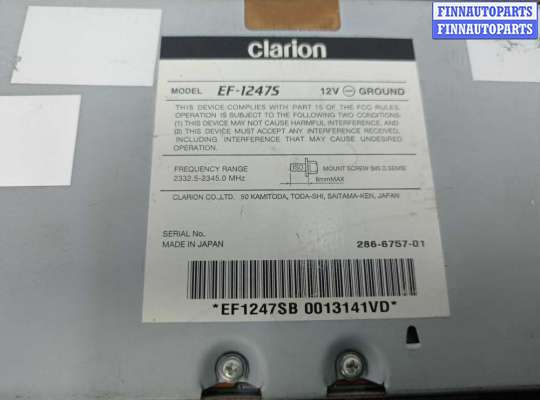 FINNAUTOPARTS
FINNAUTOPARTS
clarion
MODEL EF-1247S 12V ⊖ GROUND
THIS DEVICE COMPLIES WITH PART 15 OF THE FCC RULES,
OPERATION IS SUBJECT TO THE FOLLOWING TWO CONDITIONS:
(1) THIS DEVICE MAY NOT CAUSE HARMFUL INTERFERENCE, AND
(2) THIS DEVICE MUST ACCEPT ANY INTERFERENCE RECEIVED,
INCLUDING INTERFERENCE THAT MAY CAUSE UNDESIRED
OPERATION.
FREQUENCY RANGE
2332.5-2345.0 MHz
ISO
MOUNT SCREW
8mmMAX
CLARION CO.,LTD. 50 KAMITODA, TODA-SHI, SAITAMA-KEN, JAPAN
SERIAL No.
MADE IN JAPAN 286-6757-01
*EF1247SB 0013141VD*